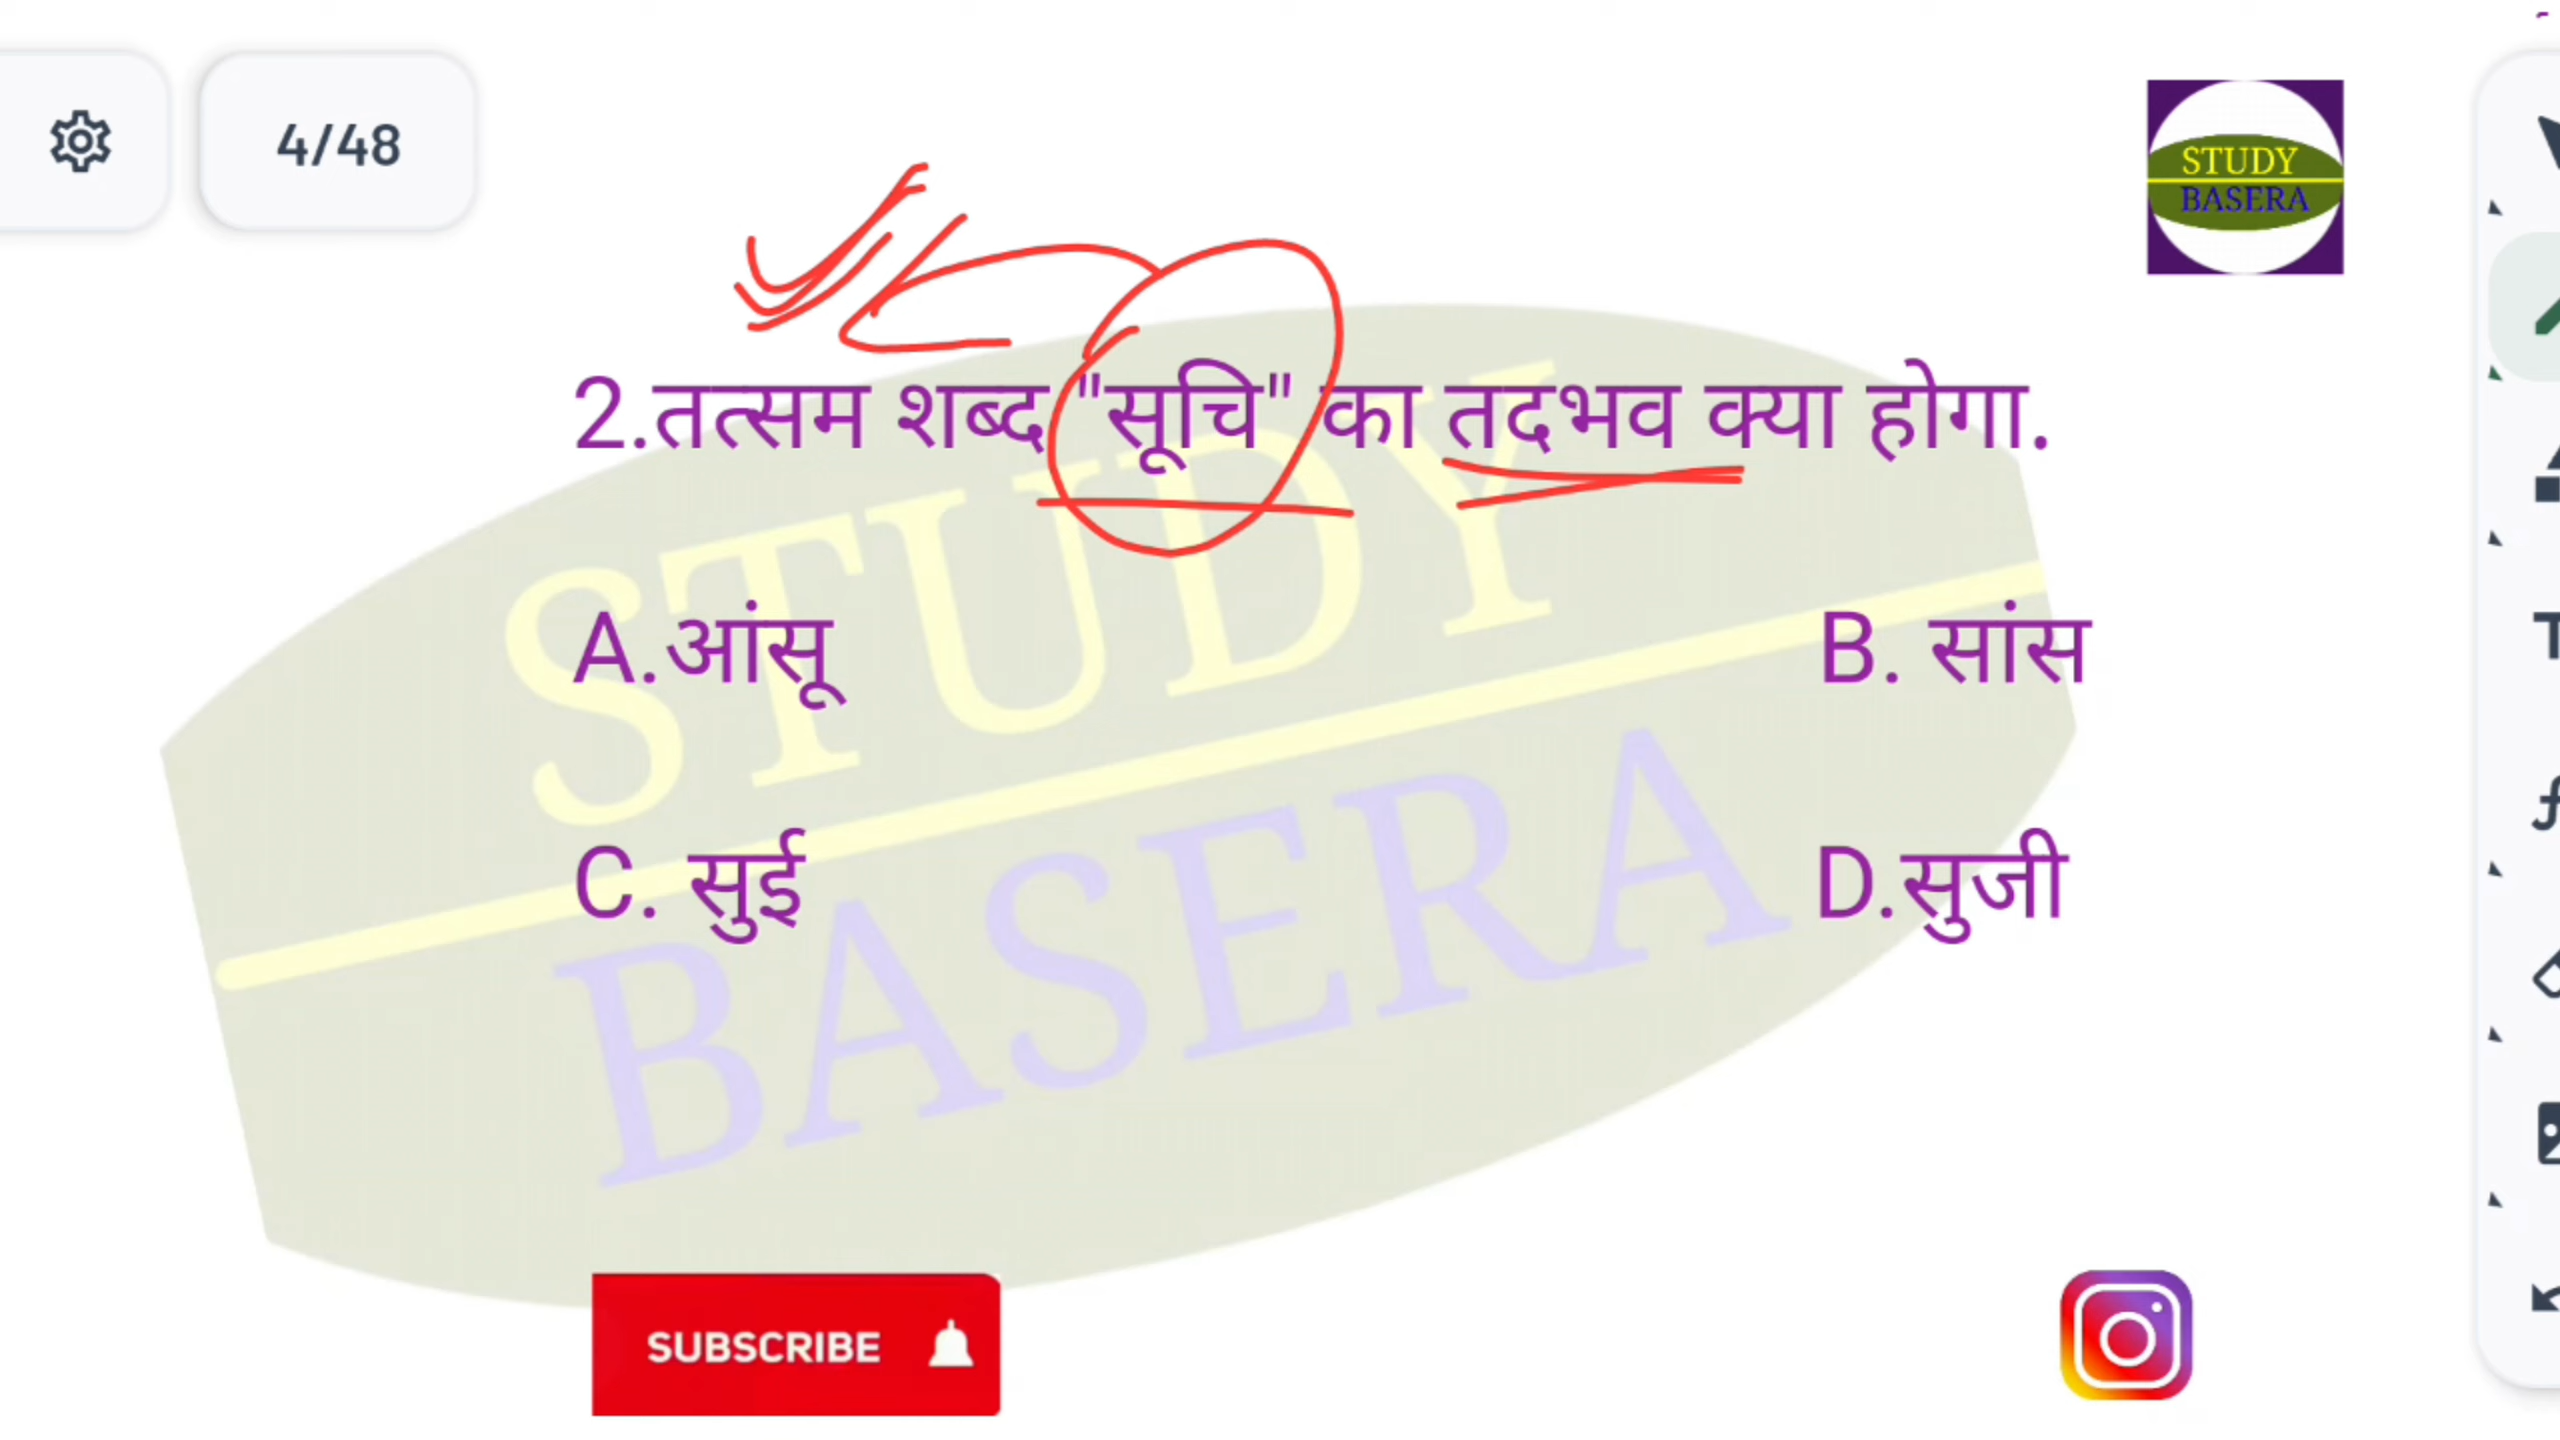 4/48
STUDY
BASERA
2.तत्सम शब्द "सूचि" का तदभव क्या होगा.
A.आंसू
B. सांस
C. सुई
D.सुजी
STUDY
BASERA
SUBSCRIBE